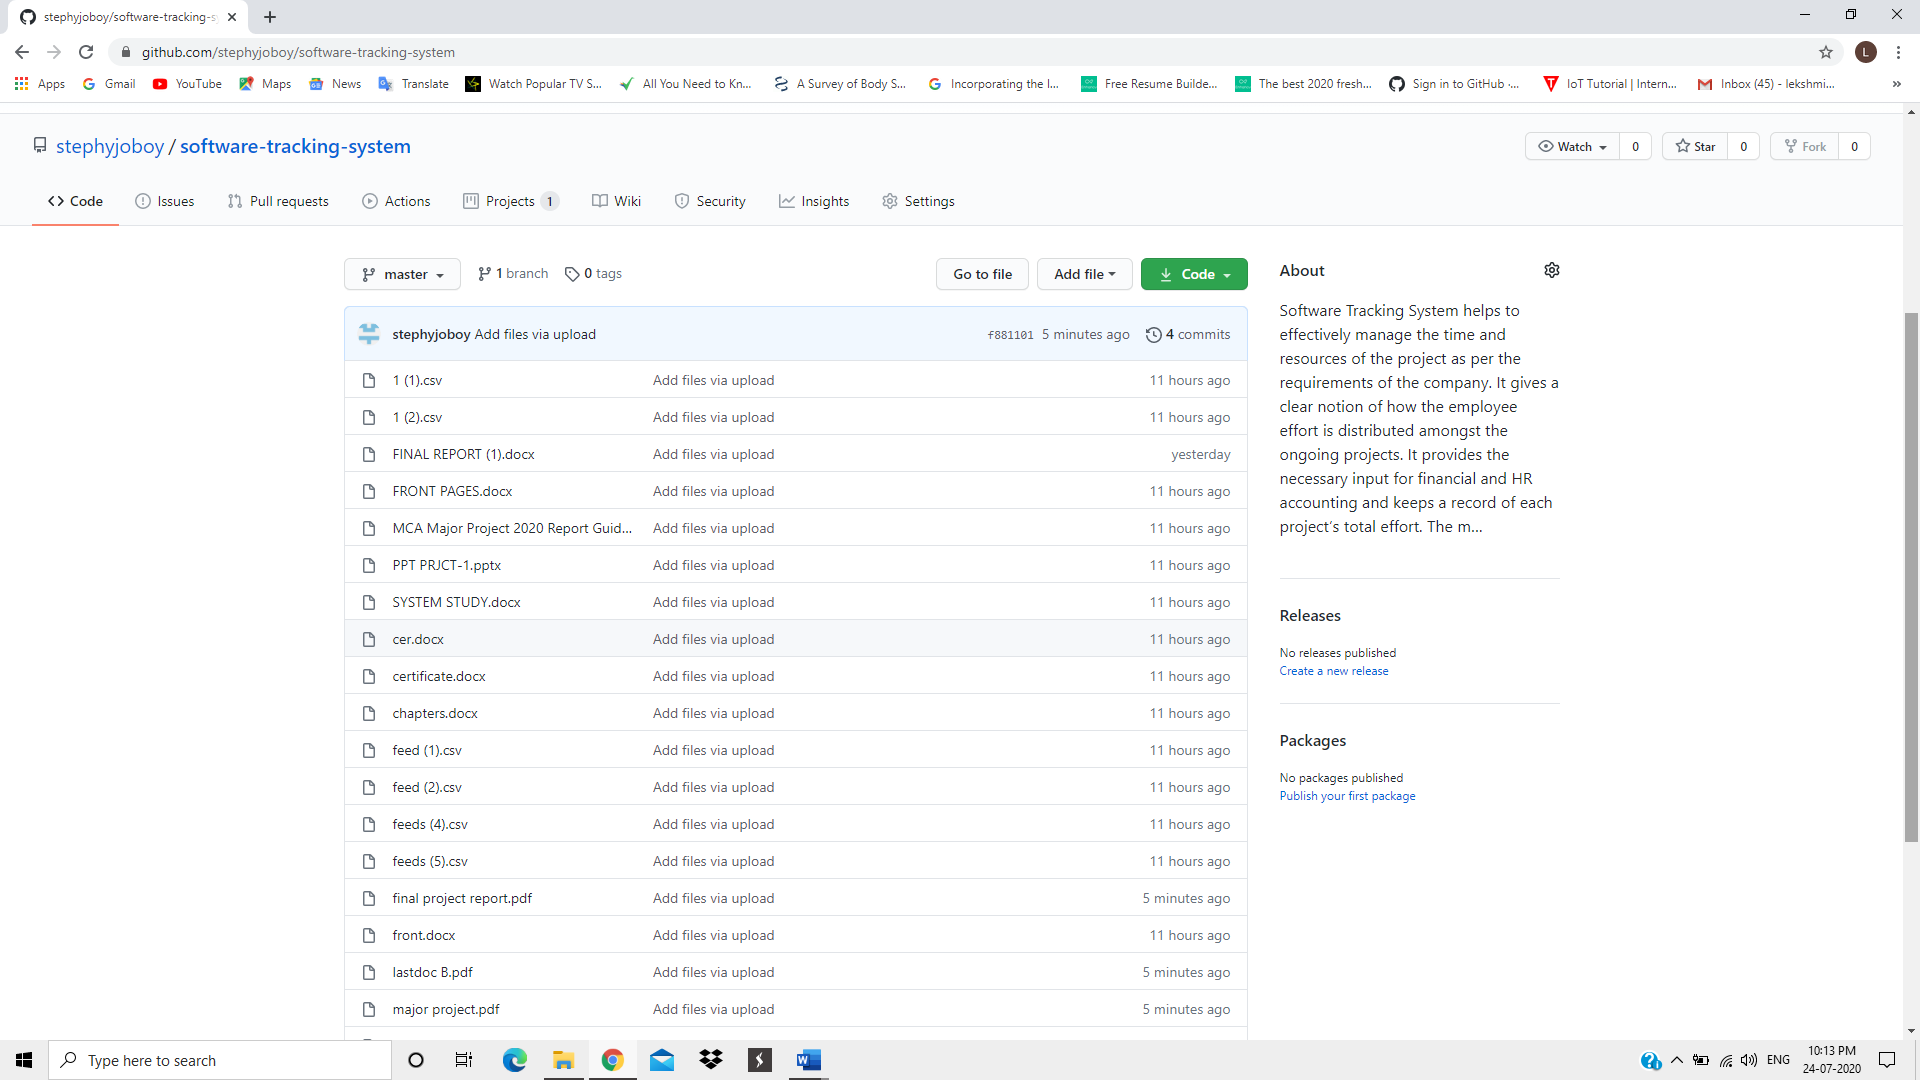 stephyjoboy/software-tracking-s
github.com/stephyjoboy/software-tracking-system
L
Apps Gmail YouTube Maps News Translate Watch Popular TV S... All You Need to Kn... A Survey of Body S... Incorporating the I... Free Resume Builde... The best 2020 fresh... Sign in to GitHub ·... IoT Tutorial | Intern... Inbox (45) - lekshmi... »
stephyjoboy / software-tracking-system
Watch 0 Star 0 Fork 0
Code Issues Pull requests Actions Projects 1 Wiki Security Insights Settings
master 1 branch 0 tags Go to file Add file Code
stephyjoboy Add files via upload f881101 5 minutes ago 4 commits
1 (1).csv Add files via upload 11 hours ago
1 (2).csv Add files via upload 11 hours ago
FINAL REPORT (1).docx Add files via upload yesterday
FRONT PAGES.docx Add files via upload 11 hours ago
MCA Major Project 2020 Report Guid... Add files via upload 11 hours ago
PPT PRJCT-1.pptx Add files via upload 11 hours ago
SYSTEM STUDY.docx Add files via upload 11 hours ago
cer.docx Add files via upload 11 hours ago
certificate.docx Add files via upload 11 hours ago
chapters.docx Add files via upload 11 hours ago
feed (1).csv Add files via upload 11 hours ago
feed (2).csv Add files via upload 11 hours ago
feeds (4).csv Add files via upload 11 hours ago
feeds (5).csv Add files via upload 11 hours ago
final project report.pdf Add files via upload 5 minutes ago
front.docx Add files via upload 11 hours ago
lastdoc B.pdf Add files via upload 5 minutes ago
major project.pdf Add files via upload 5 minutes ago
About
Software Tracking System helps to
effectively manage the time and
resources of the project as per the
requirements of the company. It gives a
clear notion of how the employee
effort is distributed amongst the
ongoing projects. It provides the
necessary input for financial and HR
accounting and keeps a record of each
project's total effort. The m...
Releases
No releases published
Create a new release
Packages
No packages published
Publish your first package
Type here to search
ENG
10:13 PM
24-07-2020